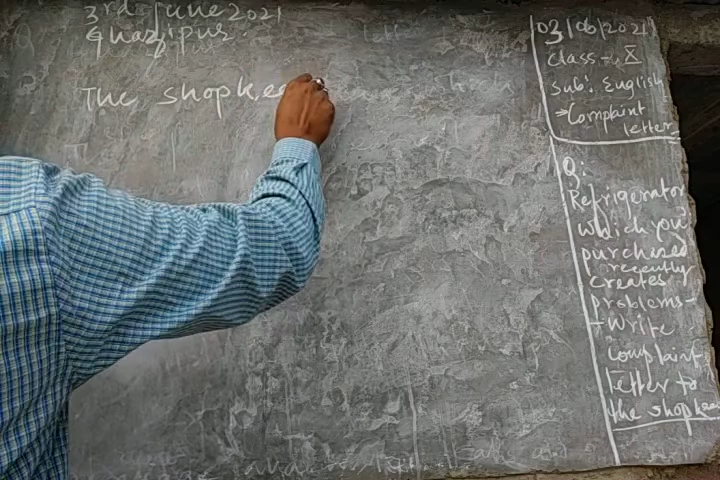 3rd June 2021
Ghazipur.
The shopkee
03/06/2021
Class - X
Sub: English
⇒ Complaint
letter
Q:
Refrigerator
which you
purchased
recently
creates
problems -
- Write
complaint
letter to
the shopkee